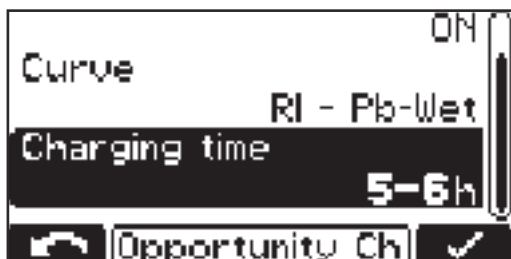 ON
Curve
RI - Pb-Wet
Charging time
5-6h
Opportunity Ch